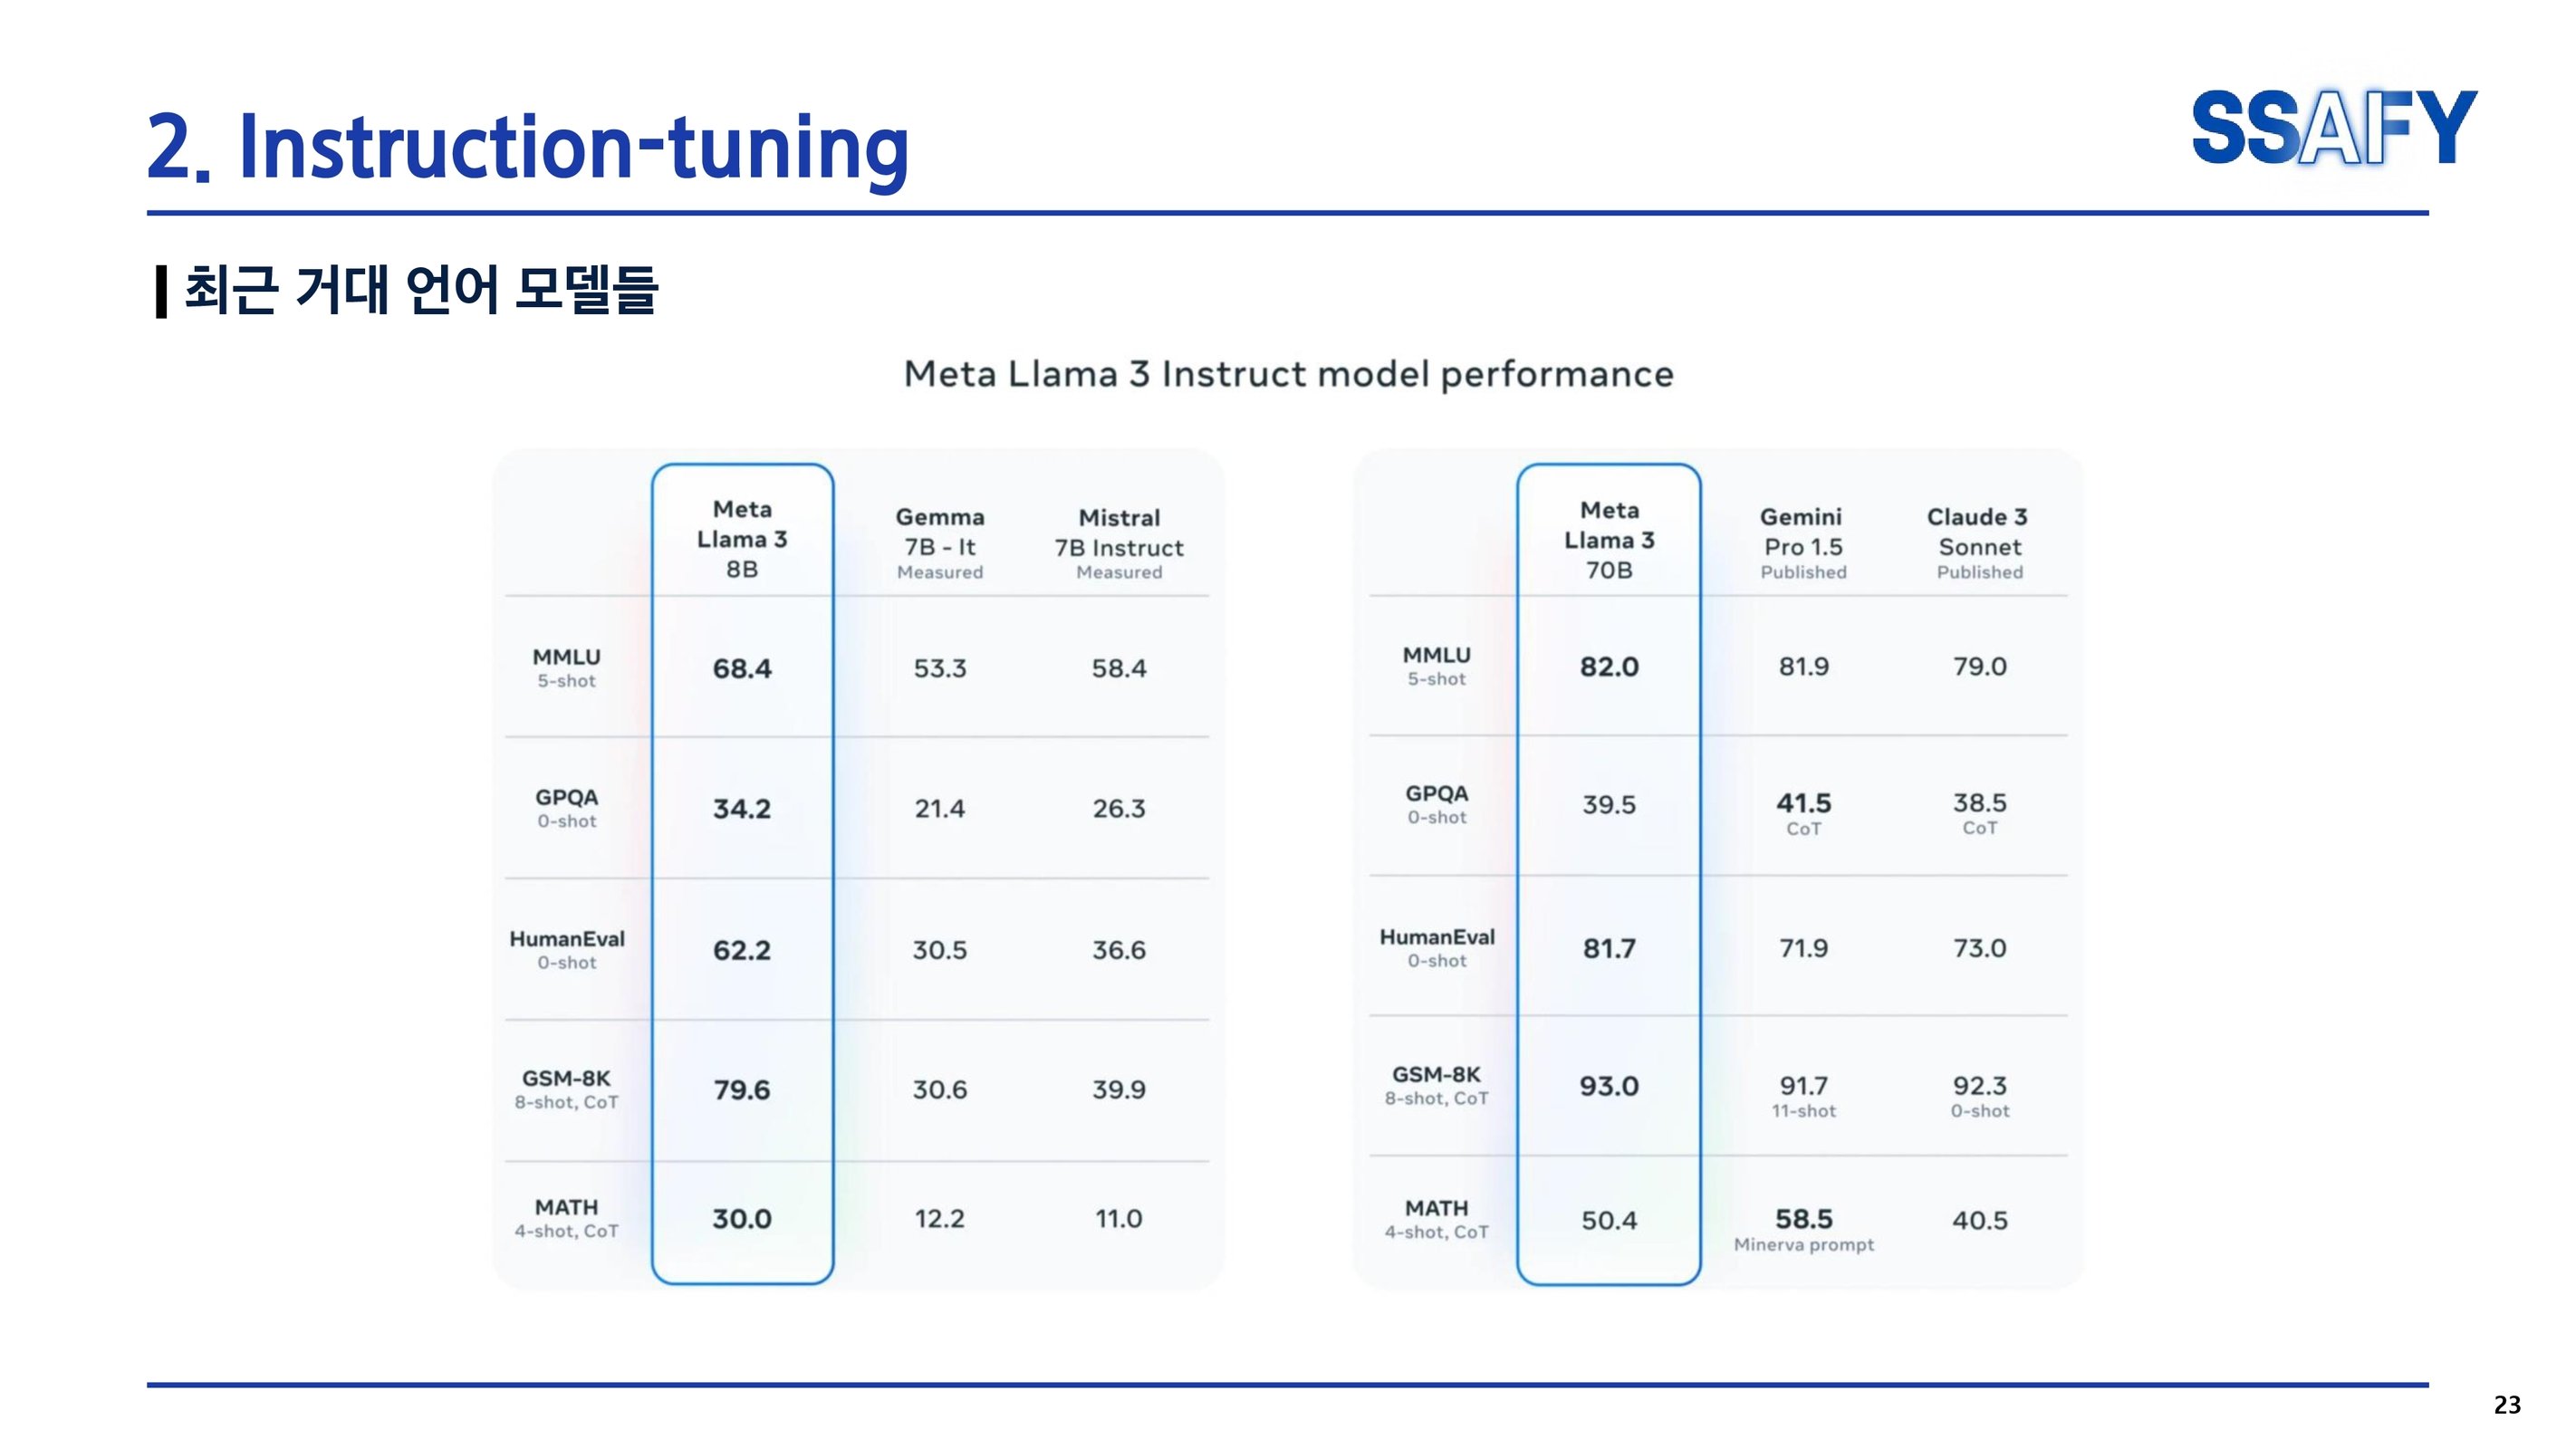 2. Instruction-tuning
SSAFY
최근 거대 언어 모델들
Meta Llama 3 Instruct model performance
Meta Llama 3 8B
Gemma 7B - It Measured
Mistral 7B Instruct Measured
MMLU 5-shot 68.4 53.3 58.4
GPQA 0-shot 34.2 21.4 26.3
HumanEval 0-shot 62.2 30.5 36.6
GSM-8K 8-shot, CoT 79.6 30.6 39.9
MATH 4-shot, CoT 30.0 12.2 11.0
Meta Llama 3 70B
Gemini Pro 1.5 Published
Claude 3 Sonnet Published
MMLU 5-shot 82.0 81.9 79.0
GPQA 0-shot 39.5 41.5 CoT 38.5 CoT
HumanEval 0-shot 81.7 71.9 73.0
GSM-8K 8-shot, CoT 93.0 91.7 11-shot 92.3 0-shot
MATH 4-shot, CoT 50.4 58.5 Minerva prompt 40.5
23